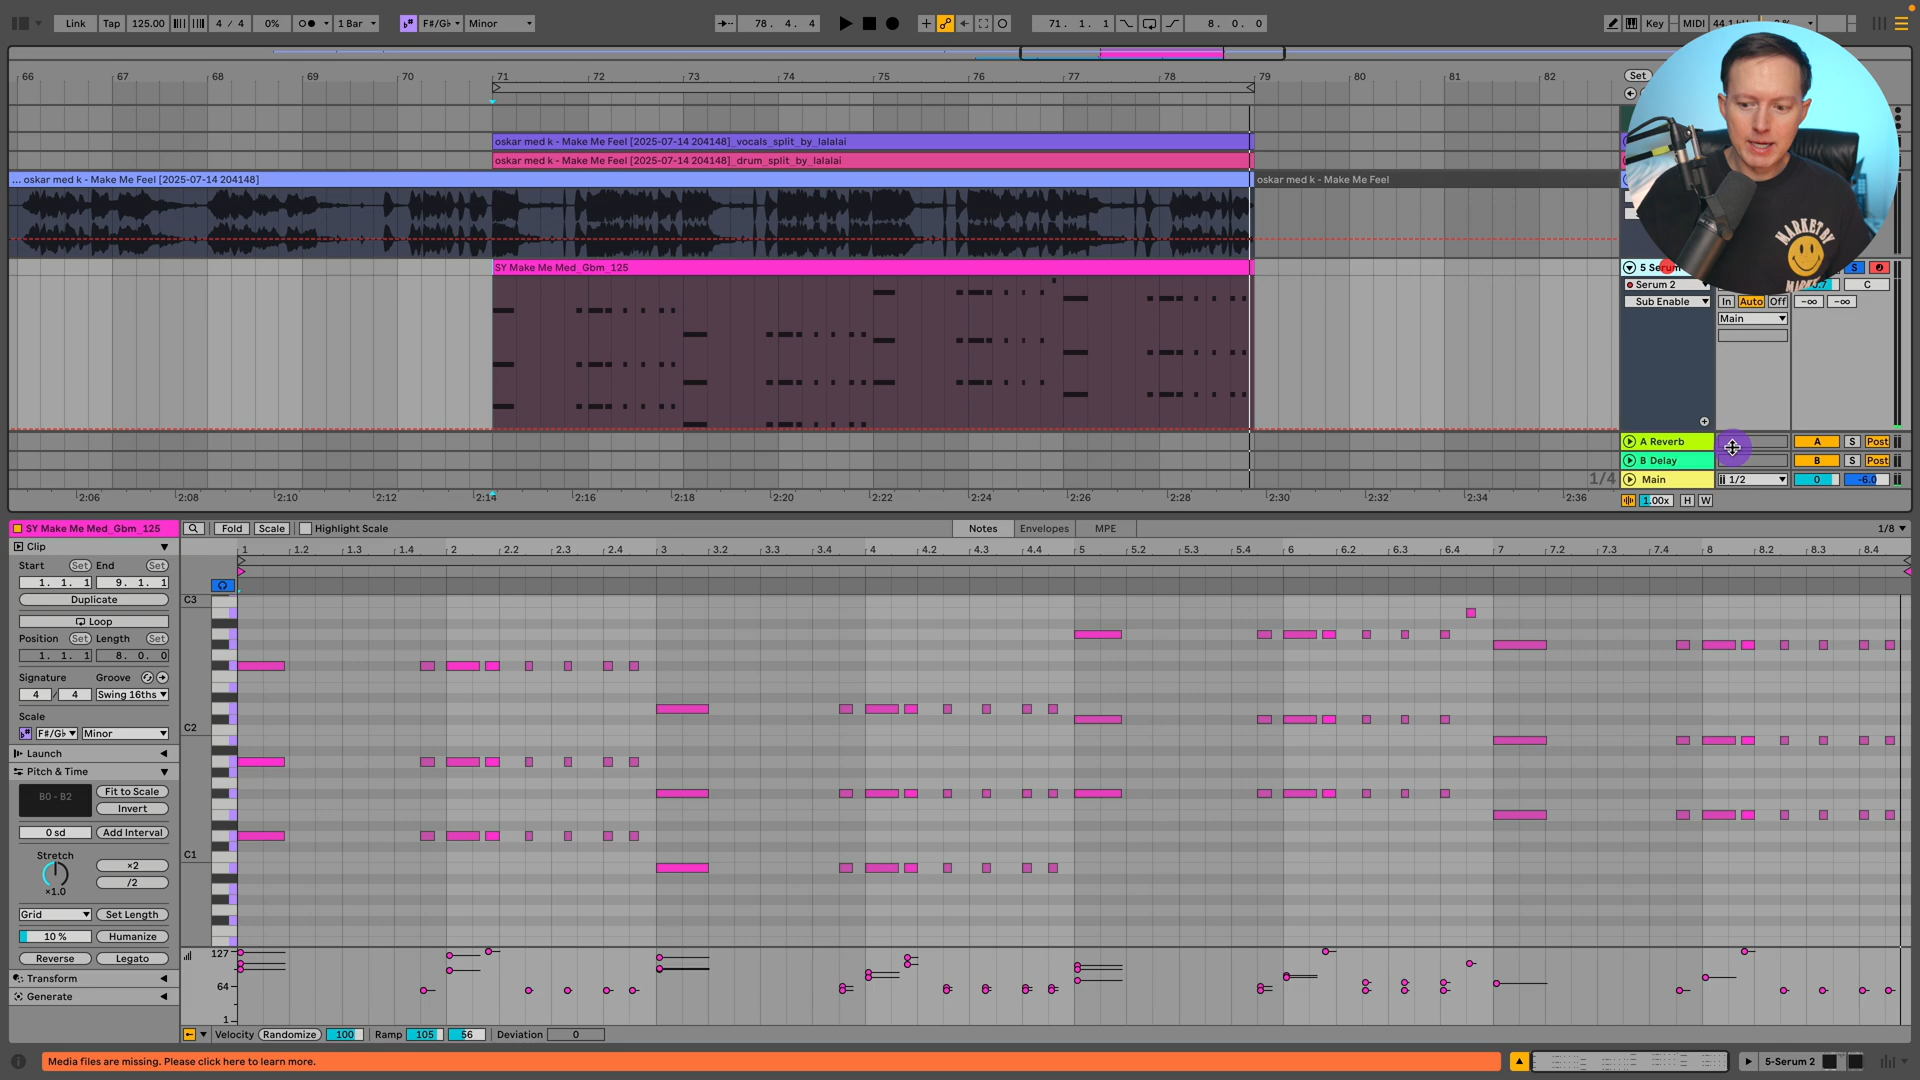 Link Tap 125.00 4 / 4 0% 1 Bar F#/G♭ Minor 78. 4. 4 71. 1. 1 8. 0. 0 Key MIDI
66 67 68 69 70 71 72 73 74 75 76 77 78 79 80 81 82 Set
oskar med k - Make Me Feel [2025-07-14 204148]_vocals_split_by_lalalai
oskar med k - Make Me Feel [2025-07-14 204148]_drum_split_by_lalalai
... oskar med k - Make Me Feel [2025-07-14 204148] oskar med k - Make Me Feel
MARKET BY
SY Make Me Med_Gbm_125 5 Serum S
Serum 2 C
Sub Enable In Auto Off -∞ -∞
Main
A Reverb A S Post
B Delay B S Post
1/4 Main 1/2 0 -6.0
2:06 2:08 2:10 2:12 2:14 2:16 2:18 2:20 2:22 2:24 2:26 2:28 2:30 2:32 2:34 2:36 1.00x H W
SY Make Me Med_Gbm_125 Fold Scale Highlight Scale Notes Envelopes MPE 1/8
Clip 1 1.2 1.3 1.4 2 2.2 2.3 2.4 3 3.2 3.3 3.4 4 4.2 4.3 4.4 5 5.2 5.3 5.4 6 6.2 6.3 6.4 7 7.2 7.3 7.4 8 8.2 8.3 8.4
Start Set End Set
1. 1. 1 9. 1. 1
Duplicate C3
Loop
Position Set Length Set
1. 1. 1 8. 0. 0
Signature Groove
4 / 4 Swing 16ths
Scale
F#/G♭ Minor C2
Launch
Pitch & Time
B0 - B2 Fit to Scale
Invert
0 sd Add Interval
Stretch C1
×2
/2
×1.0
Grid Set Length
10 % Humanize
Reverse Legato 127
Transform 64
Generate
1
Velocity Randomize 100 Ramp 105 56 Deviation 0
Media files are missing. Please click here to learn more. 5-Serum 2